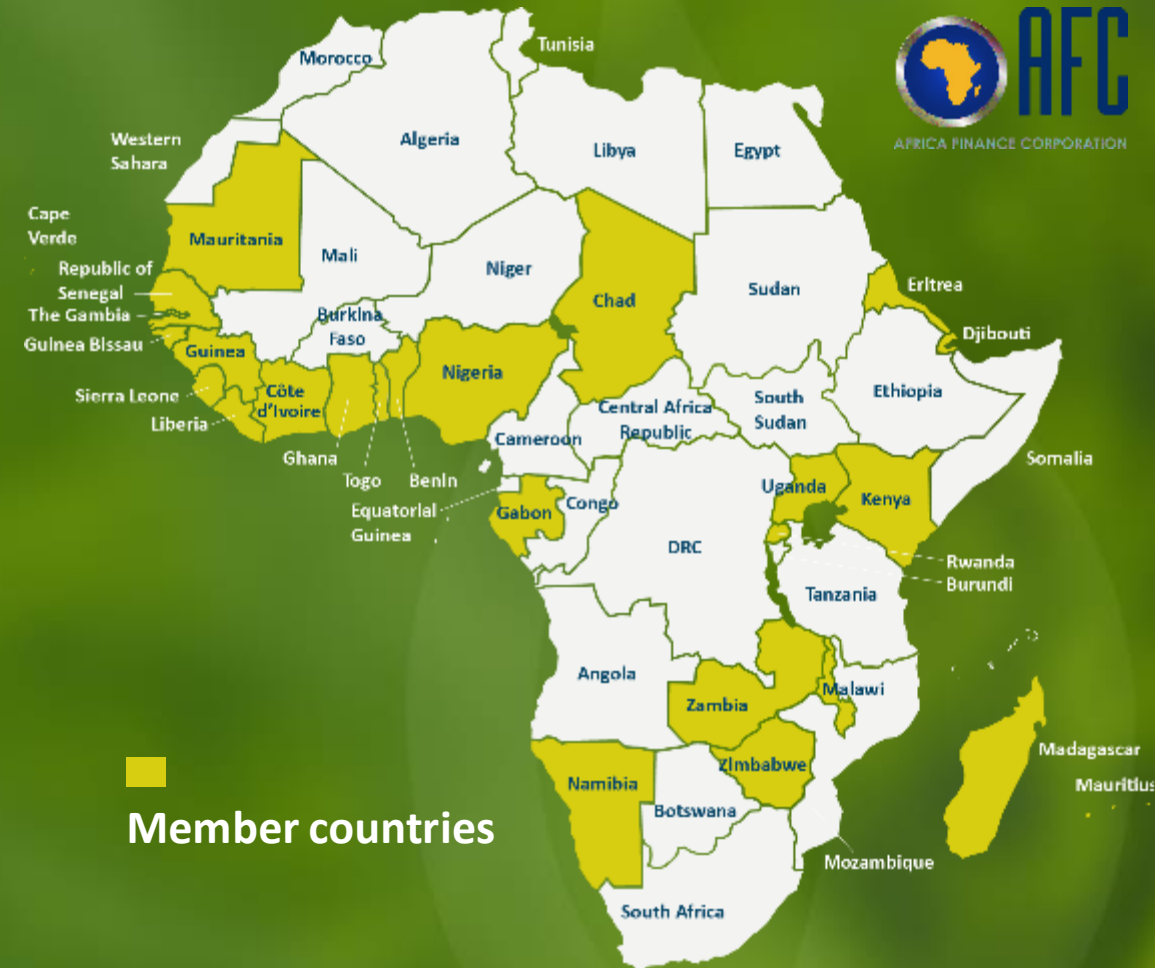 AFC
AFRICA FINANCE CORPORATION
Tunisia
Morocco
Algeria
Libya
Egypt
Western
Sahara
Cape
Verde
Mauritania
Mali
Niger
Chad
Sudan
Eritrea
Republic of
Senegal
The Gambia
Guinea Bissau
Burkina
Faso
Djibouti
Guinea
Nigeria
Ethiopia
Côte
d'Ivoire
Sierra Leone
Liberia
South
Sudan
Central Africa
Republic
Cameroon
Ghana
Togo
Benin
Somalia
Equatorial
Guinea
Gabon
Congo
Uganda
Kenya
DRC
Rwanda
Burundi
Tanzania
Angola
Zambia
Malawi
Madagascar
Mauritius
Zimbabwe
Namibia
Botswana
Mozambique
South Africa
Member countries